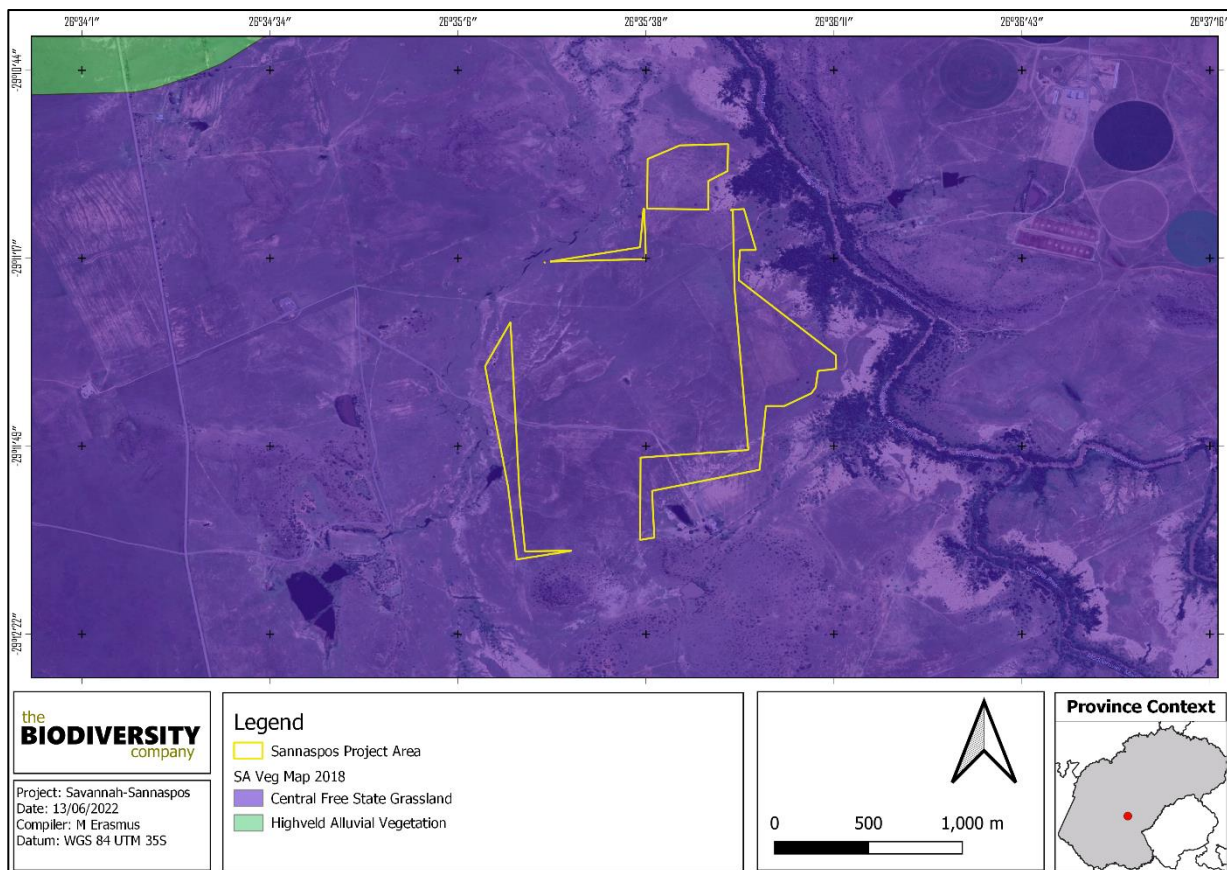 26°34′1″ 26°34′34″ 26°35′6″ 26°35′38″ 26°36′11″ 26°36′43″ 26°37′16″
-29°10′44″
-29°11′17″
-29°11′49″
-29°12′22″
the
BIODIVERSITY
company
Project: Savannah-Sannaspos
Date: 13/06/2022
Compiler: M Erasmus
Datum: WGS 84 UTM 35S
Legend
Sannaspos Project Area
SA Veg Map 2018
Central Free State Grassland
Highveld Alluvial Vegetation
0 500 1,000 m
Province Context